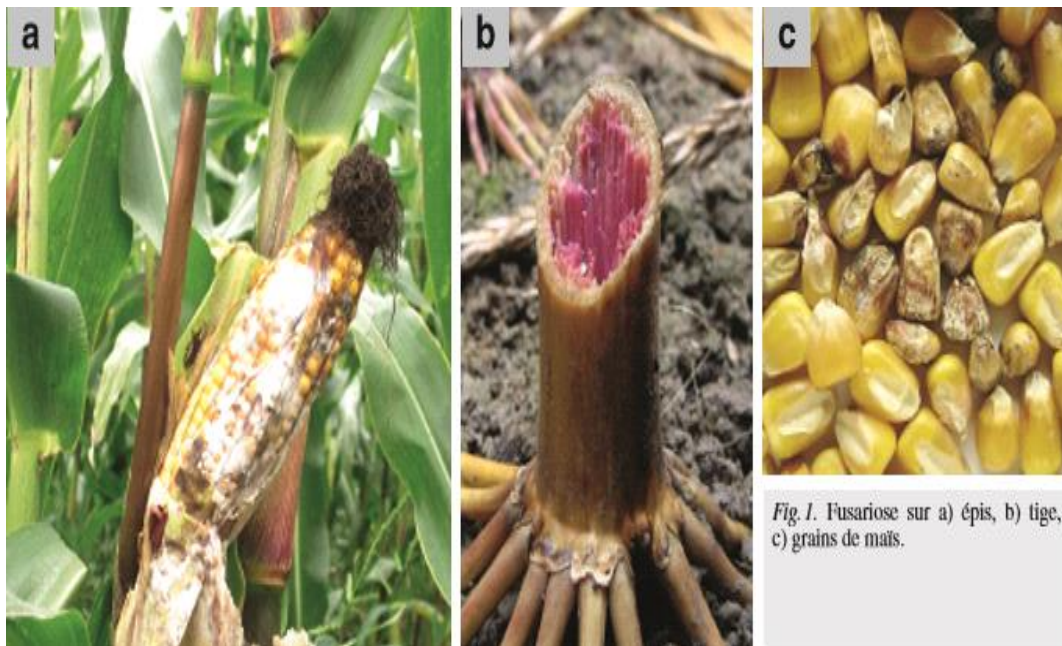 a
b
c
Fig. 1. Fusariose sur a) épis, b) tige,
c) grains de maïs.